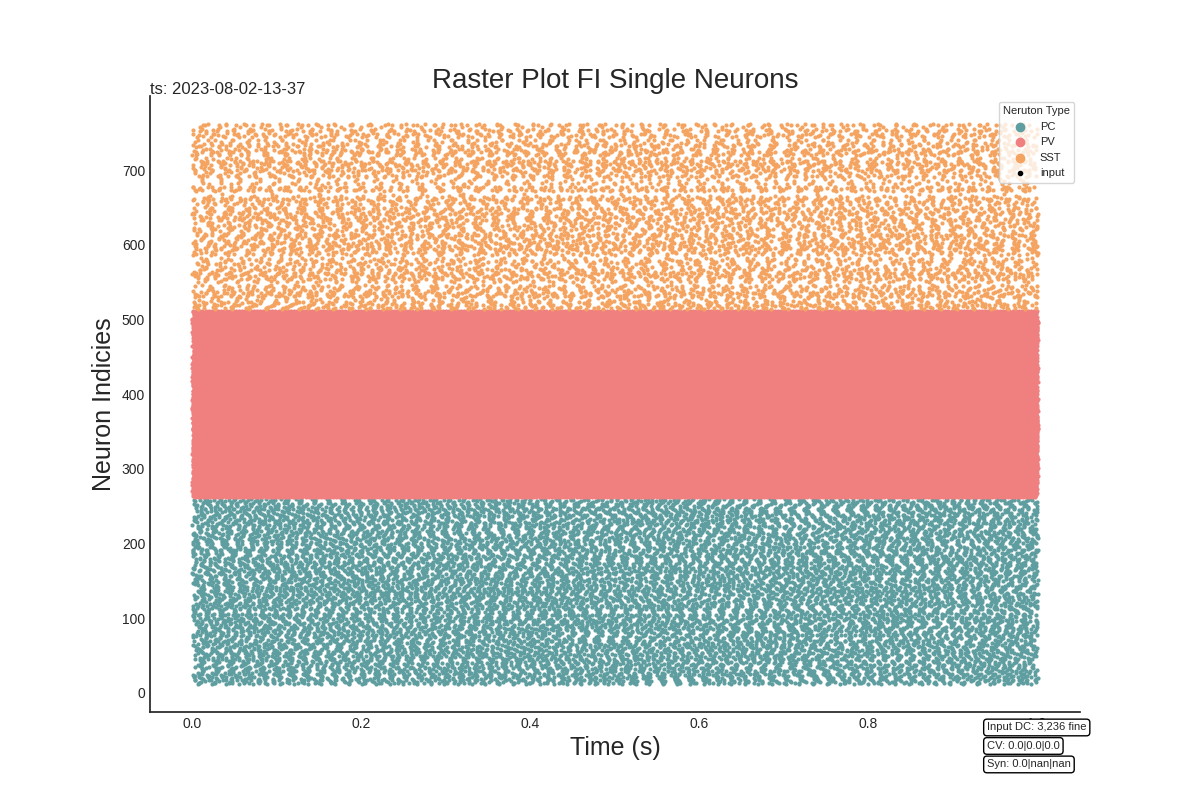 Raster Plot FI Single Neurons
ts: 2023-08-02-13-37
Neruton Type
PC
PV
SST
input
700
600
500
400
300
200
100
0
Neuron Indicies
0.0 0.2 0.4 0.6 0.8
Time (s)
Input DC: 3,236 fine
CV: 0.0|0.0|0.0
Syn: 0.0|nan|nan